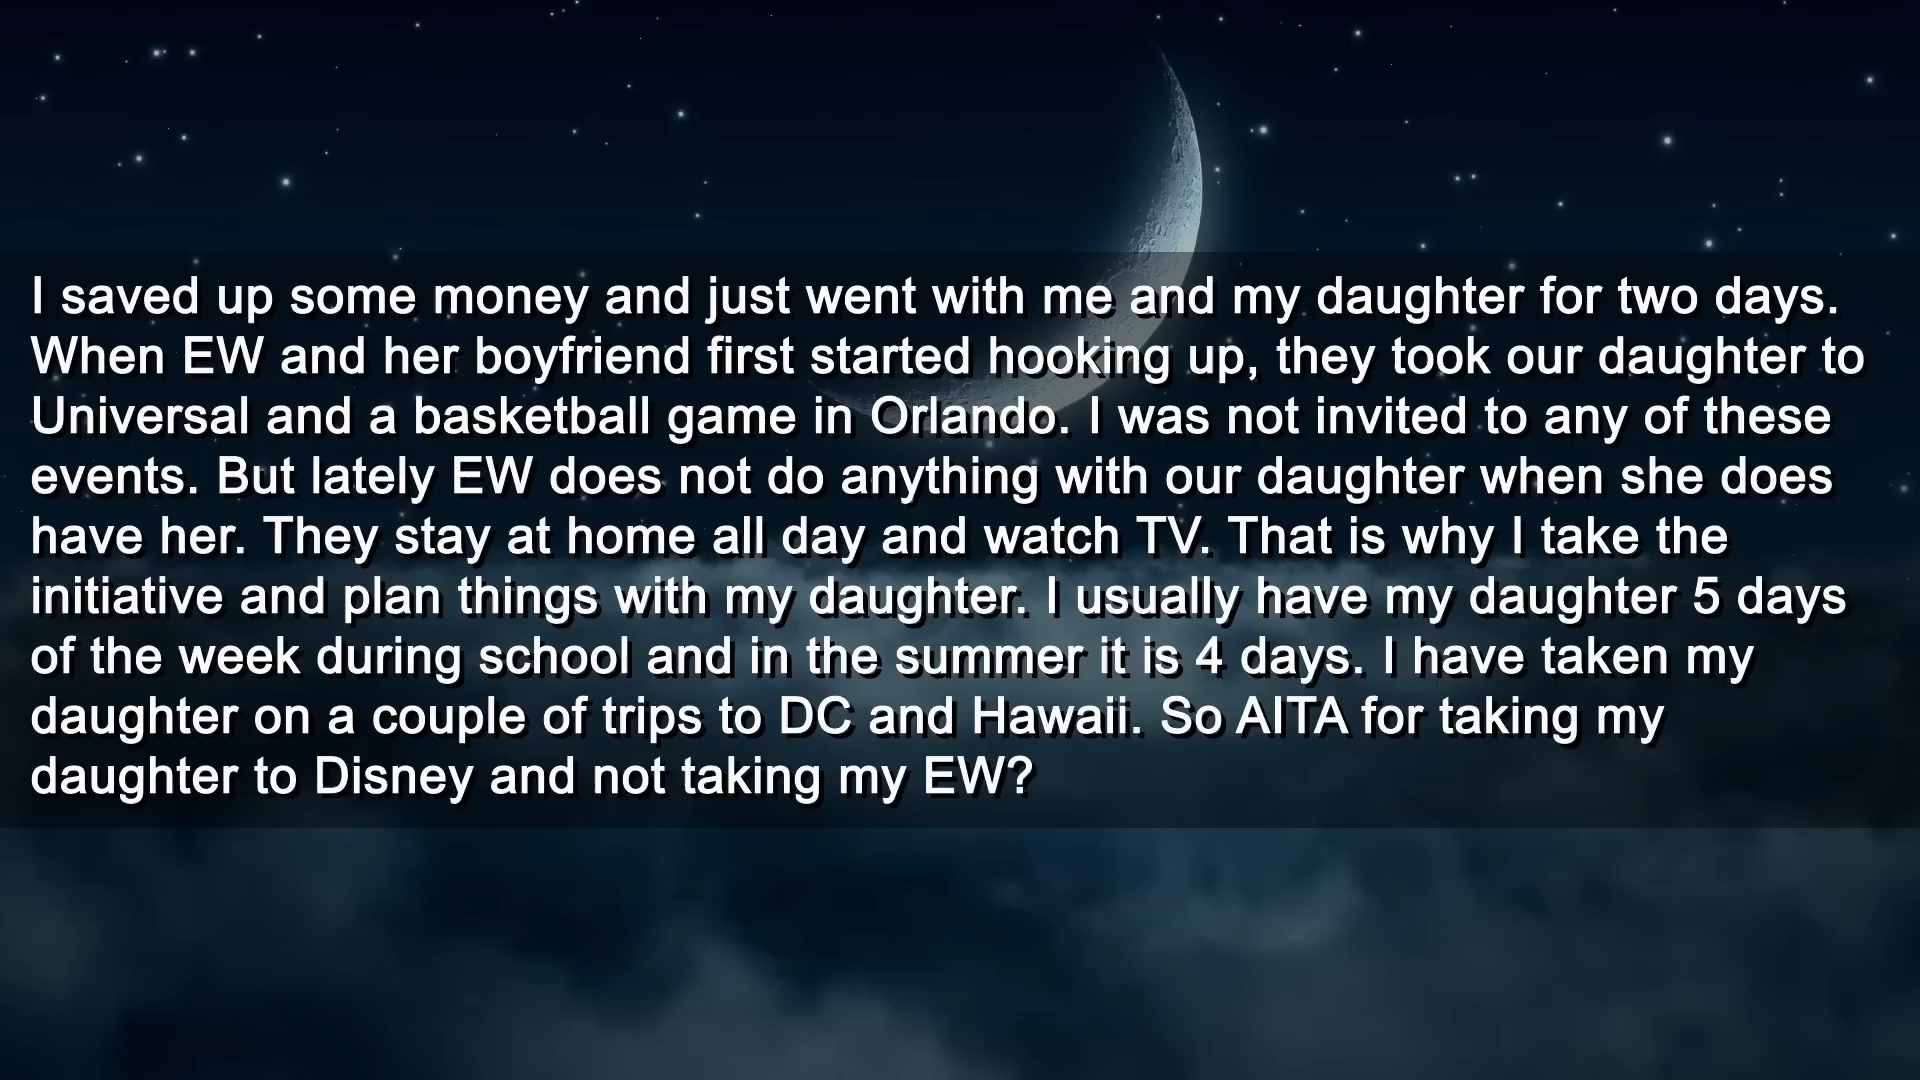 I saved up some money and just went with me and my daughter for two days.
When EW and her boyfriend first started hooking up, they took our daughter to
Universal and a basketball game in Orlando. I was not invited to any of these
events. But lately EW does not do anything with our daughter when she does
have her. They stay at home all day and watch TV. That is why I take the
initiative and plan things with my daughter. I usually have my daughter 5 days
of the week during school and in the summer it is 4 days. I have taken my
daughter on a couple of trips to DC and Hawaii. So AITA for taking my
daughter to Disney and not taking my EW?